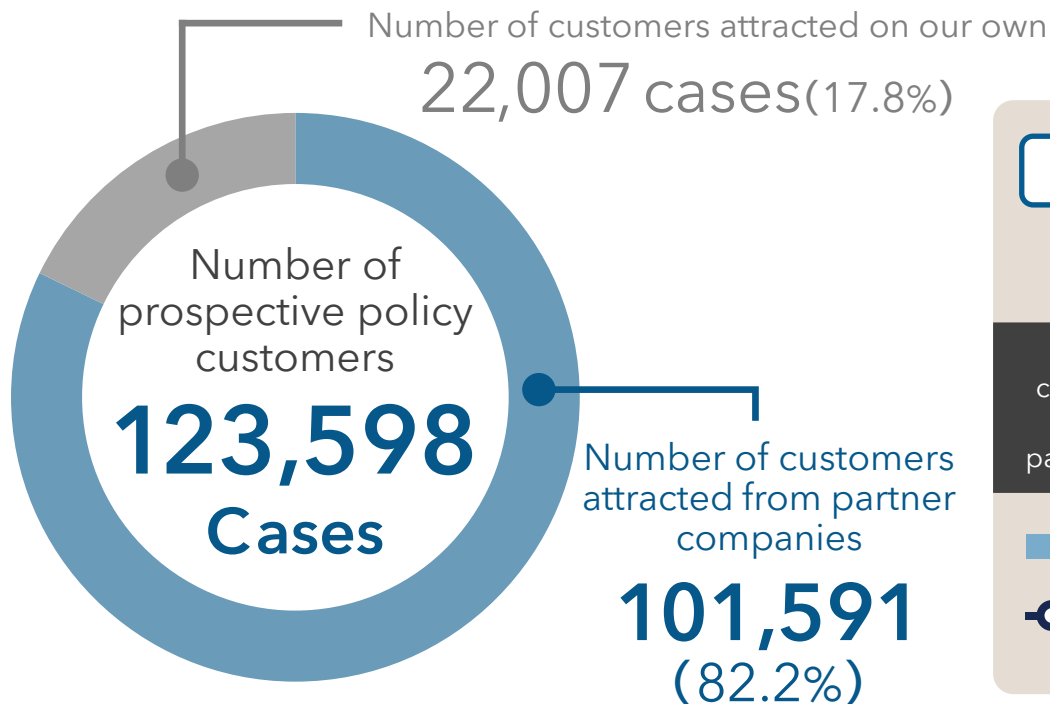 Number of customers attracted on our own
22,007 cases(17.8%)
Number of
prospective policy
customers
123,598
Cases
Number of customers
attracted from partner
companies
101,591
(82.2%)